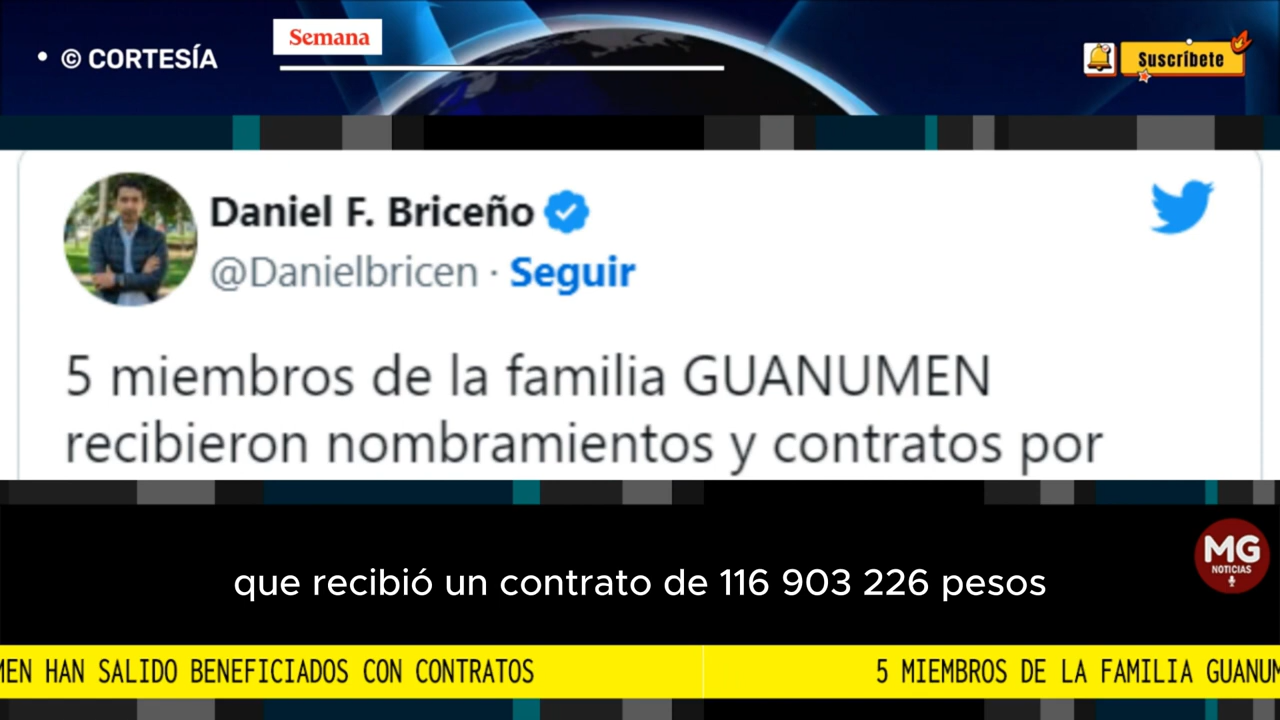 • © CORTESÍA
Semana
Suscríbete
Daniel F. Briceño
@Danielbricen · Seguir
5 miembros de la familia GUANUMEN
recibieron nombramientos y contratos por
MG
NOTICIAS
que recibió un contrato de 116 903 226 pesos
MEN HAN SALIDO BENEFICIADOS CON CONTRATOS
5 MIEMBROS DE LA FAMILIA GUANUM